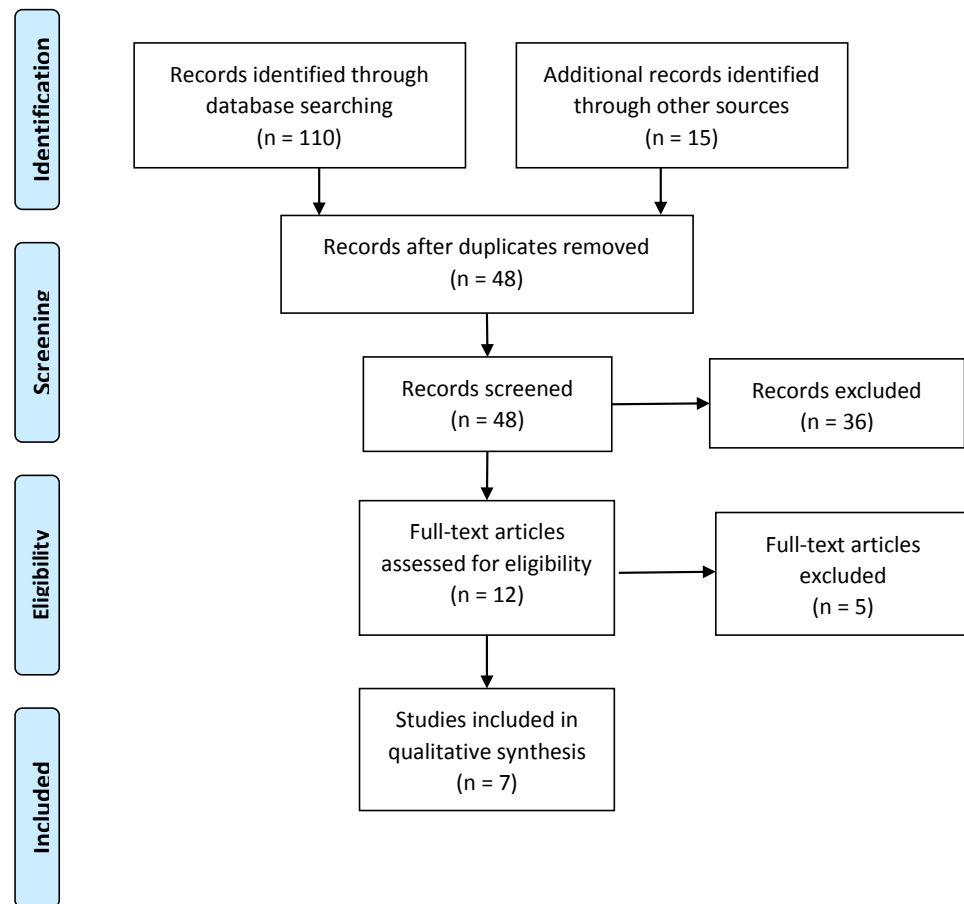 Identification
Records identified through
database searching
(n = 110)
Additional records identified
through other sources
(n = 15)
Screening
Records after duplicates removed
(n = 48)
Records screened
(n = 48)
Records excluded
(n = 36)
Eligibility
Full-text articles
assessed for eligibility
(n = 12)
Full-text articles
excluded
(n = 5)
Included
Studies included in
qualitative synthesis
(n = 7)